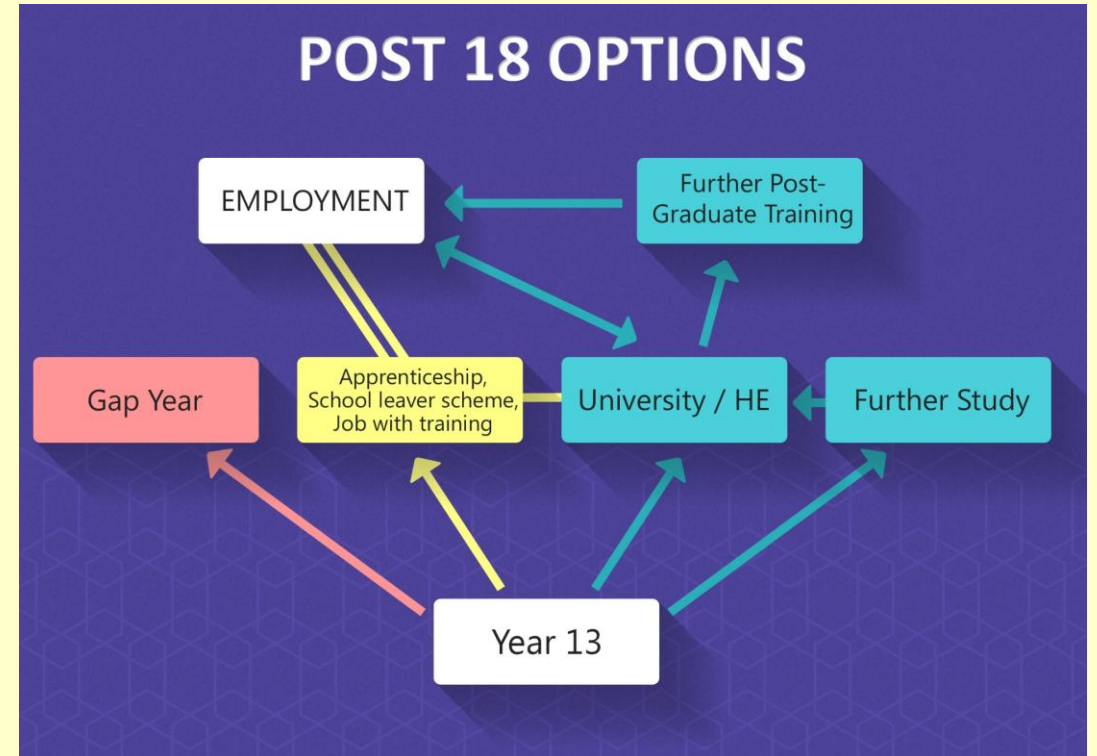 POST 18 OPTIONS
EMPLOYMENT
Further Post-
Graduate Training
Gap Year
Apprenticeship,
School leaver scheme,
Job with training
University / HE
Further Study
Year 13